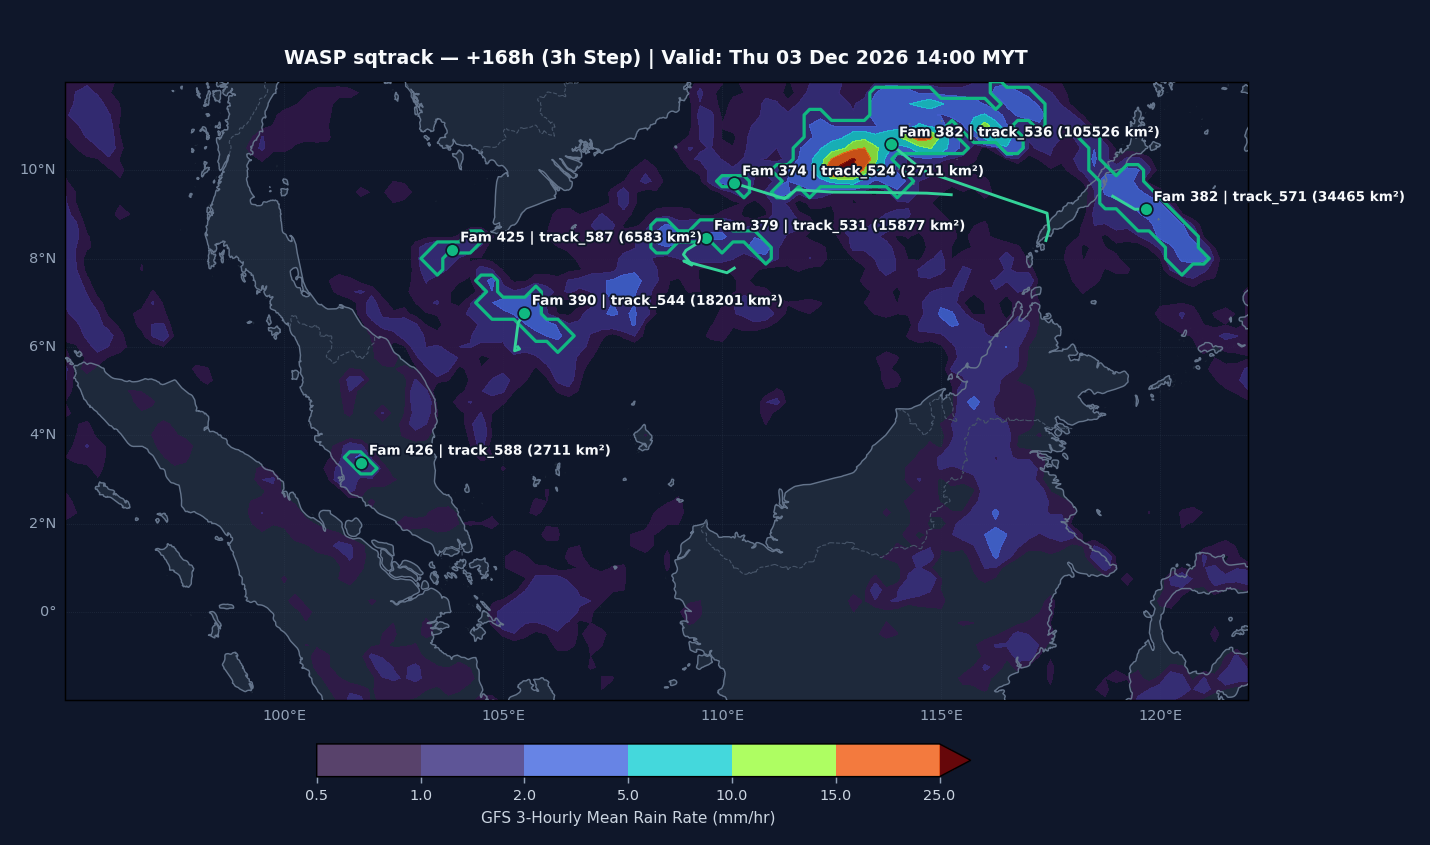 WASP sqtrack — +168h (3h Step) | Valid: Thu 03 Dec 2026 14:00 MYT
Fam 382 | track_536 (105526 km²)
10°N
Fam 374 | track_524 (2711 km²)
Fam 382 | track_571 (34465 km²)
Fam 379 | track_531 (15877 km²)
Fam 425 | track_587 (6583 km²)
8°N
Fam 390 | track_544 (18201 km²)
6°N
4°N
Fam 426 | track_588 (2711 km²)
2°N
0°
100°E 105°E 110°E 115°E 120°E
0.5 1.0 2.0 5.0 10.0 15.0 25.0
GFS 3-Hourly Mean Rain Rate (mm/hr)